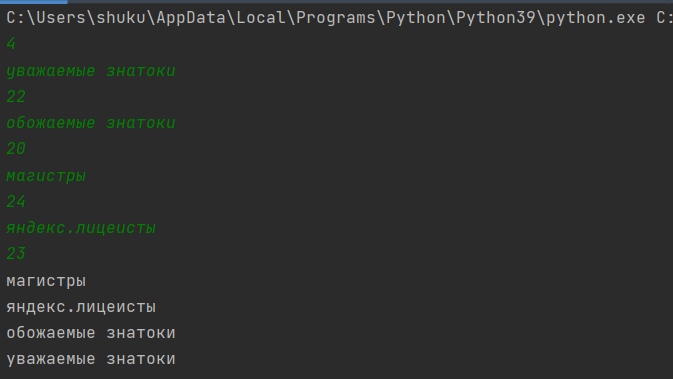 C:\Users\shuku\AppData\Local\Programs\Python\Python39\python.exe C:
4
уважаемые знатоки
22
обожаемые знатоки
20
магистры
24
яндекс.лицеисты
23
магистры
яндекс.лицеисты
обожаемые знатоки
уважаемые знатоки